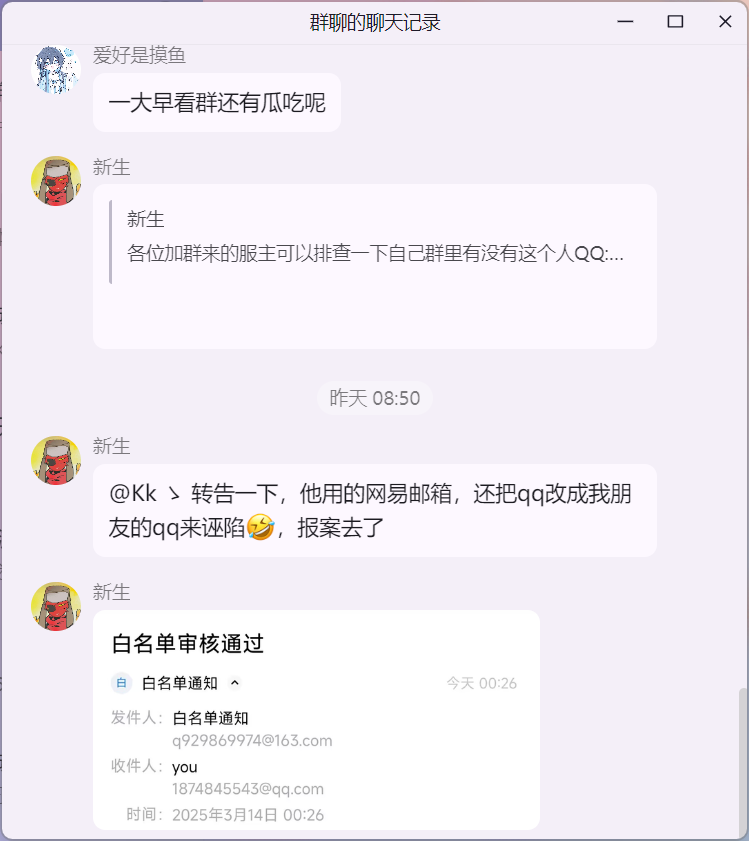 群聊的聊天记录
爱好是摸鱼
一大早看群还有瓜吃呢
新生
新生
各位加群来的服主可以排查一下自己群里有没有这个人QQ:...
昨天 08:50
新生
@Kk ゝ 转告一下，他用的网易邮箱，还把qq改成我朋
友的qq来诬陷🤣，报案去了
新生
白名单审核通过
白 白名单通知 今天 00:26
发件人： 白名单通知
q929869974@163.com
收件人： you
1874845543@qq.com
时间： 2025年3月14日 00:26